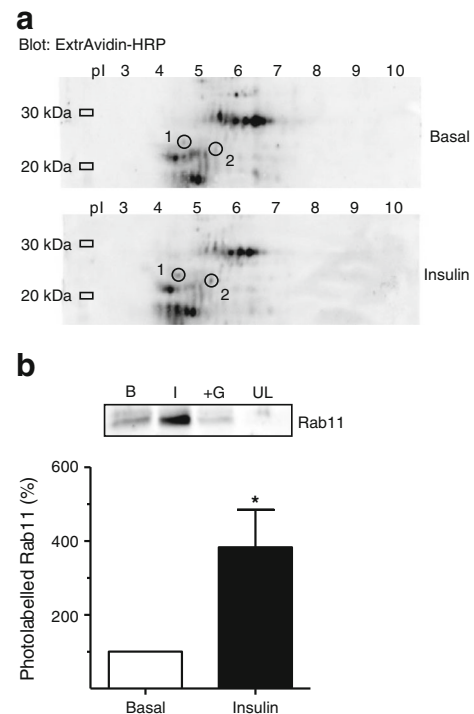 a
Blot: ExtrAvidin-HRP
pI 3 4 5 6 7 8 9 10
30 kDa
1
2
20 kDa
Basal
pI 3 4 5 6 7 8 9 10
30 kDa
1
2
20 kDa
Insulin
b
B I +G UL
Rab11
600
400
200
*
Photolabelled Rab11 (%)
Basal Insulin